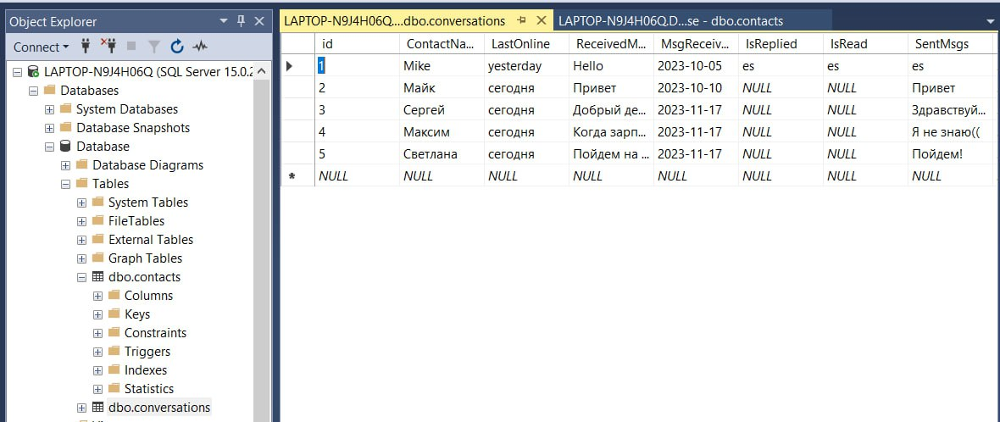 Object Explorer
Connect
LAPTOP-N9J4H06Q (SQL Server 15.0.2
Databases
System Databases
Database Snapshots
Database
Database Diagrams
Tables
System Tables
FileTables
External Tables
Graph Tables
dbo.contacts
Columns
Keys
Constraints
Triggers
Indexes
Statistics
dbo.conversations
LAPTOP-N9J4H06Q....dbo.conversations LAPTOP-N9J4H06Q.D...se - dbo.contacts
id ContactNa... LastOnline ReceivedM... MsgReceiv... IsReplied IsRead SentMsgs
1 Mike yesterday Hello 2023-10-05 es es es
2 Майк сегодня Привет 2023-10-10 NULL NULL Привет
3 Сергей сегодня Добрый де... 2023-11-17 NULL NULL Здравствуй...
4 Максим сегодня Когда зарп... 2023-11-17 NULL NULL Я не знаю((
5 Светлана сегодня Пойдем на ... 2023-11-17 NULL NULL Пойдем!
* NULL NULL NULL NULL NULL NULL NULL NULL